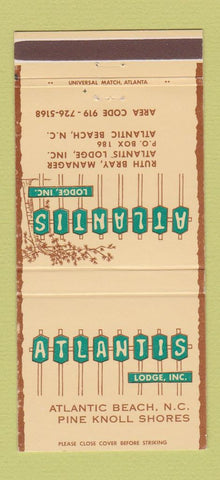 UNIVERSAL MATCH, ATLANTA
AREA CODE 919 - 726-5168
ATLANTIC BEACH, N.C.
P.O. BOX 186
ATLANTIS LODGE, INC.
RUTH BRAY, MANAGER
LODGE, INC.
ATLANTIS
ATLANTIS
LODGE, INC.
ATLANTIC BEACH, N.C.
PINE KNOLL SHORES
PLEASE CLOSE COVER BEFORE STRIKING